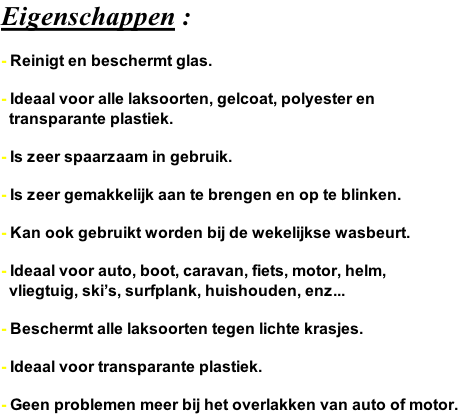 Eigenschappen :
- Reinigt en beschermt glas.
- Ideaal voor alle laksoorten, gelcoat, polyester en
transparante plastiek.
- Is zeer spaarzaam in gebruik.
- Is zeer gemakkelijk aan te brengen en op te blinken.
- Kan ook gebruikt worden bij de wekelijkse wasbeurt.
- Ideaal voor auto, boot, caravan, fiets, motor, helm,
vliegtuig, ski’s, surfplank, huishouden, enz...
- Beschermt alle laksoorten tegen lichte krasjes.
- Ideaal voor transparante plastiek.
- Geen problemen meer bij het overlakken van auto of motor.